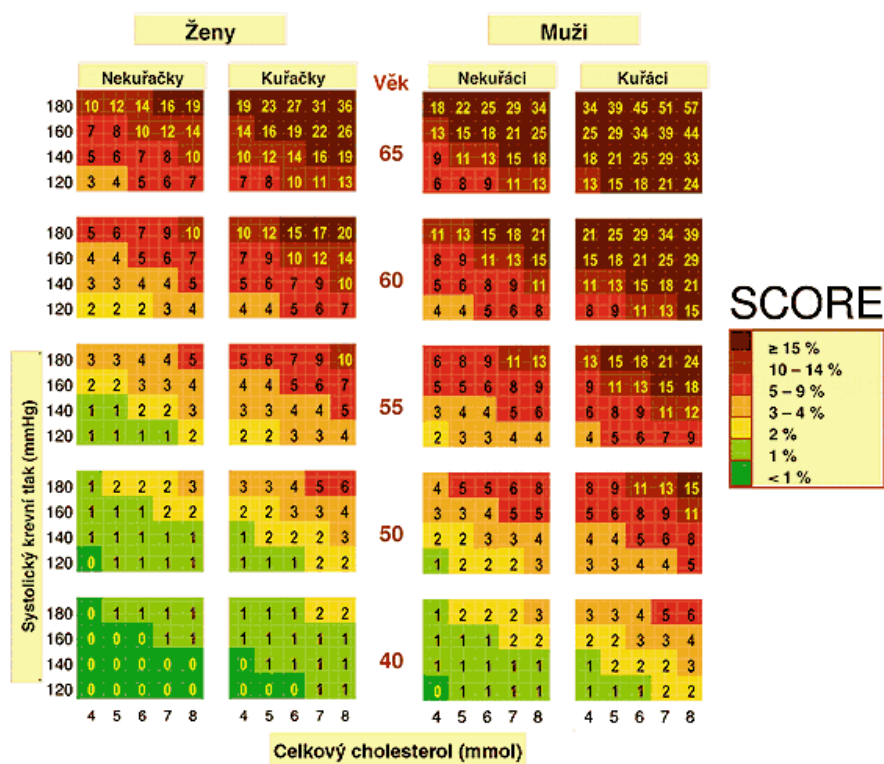 Ženy Muži
Nekuřačky Kuřačky Věk Nekuřáci Kuřáci
180 10 12 14 16 19 19 23 27 31 36 18 22 25 29 34 34 39 45 51 57
160 7 8 10 12 14 14 16 19 22 26 13 15 18 21 25 25 29 34 39 44
65
140 5 6 7 8 10 10 12 14 16 19 9 11 13 15 18 18 21 25 29 33
120 3 4 5 6 7 7 8 10 11 13 6 8 9 11 13 13 15 18 21 24
180 5 6 7 9 10 10 12 15 17 20 11 13 15 18 21 21 25 29 34 39
160 4 4 5 6 7 7 9 10 12 14 8 9 11 13 15 15 18 21 25 29
60
140 3 3 4 4 5 5 6 7 9 10 5 6 8 9 11 11 13 15 18 21
120 2 2 2 3 4 4 4 5 6 7 4 4 5 6 8 8 9 11 13 15
180 3 3 4 4 5 5 6 7 9 10 6 8 9 11 13 13 15 18 21 24
160 2 2 3 3 4 4 4 5 6 7 5 5 6 8 9 9 11 13 15 18
55
140 1 1 2 2 3 3 3 4 4 5 3 4 4 5 6 6 8 9 11 12
120 1 1 1 1 2 2 2 3 3 4 2 3 3 4 4 4 5 6 7 9
180 1 2 2 2 3 3 3 4 5 6 4 5 5 6 8 8 9 11 13 15
160 1 1 1 2 2 2 2 3 3 4 3 3 4 5 5 5 6 8 9 11
50
140 1 1 1 1 1 1 2 2 2 3 2 2 3 3 4 4 4 5 6 8
120 0 1 1 1 1 1 1 1 2 2 1 2 2 2 3 3 3 4 4 5
180 0 1 1 1 1 1 1 1 2 2 1 2 2 2 3 3 3 4 5 6
160 0 0 0 1 1 1 1 1 1 1 1 1 1 2 2 2 2 3 3 4
40
140 0 0 0 0 0 0 1 1 1 1 1 1 1 1 1 1 2 2 2 3
120 0 0 0 0 0 0 0 0 1 1 0 1 1 1 1 1 1 1 2 2
4 5 6 7 8 4 5 6 7 8 4 5 6 7 8 4 5 6 7 8
Systolický krevní tlak (mmHg)
Celkový cholesterol (mmol)
SCORE
≥ 15 %
10 – 14 %
5 – 9 %
3 – 4 %
2 %
1 %
< 1 %